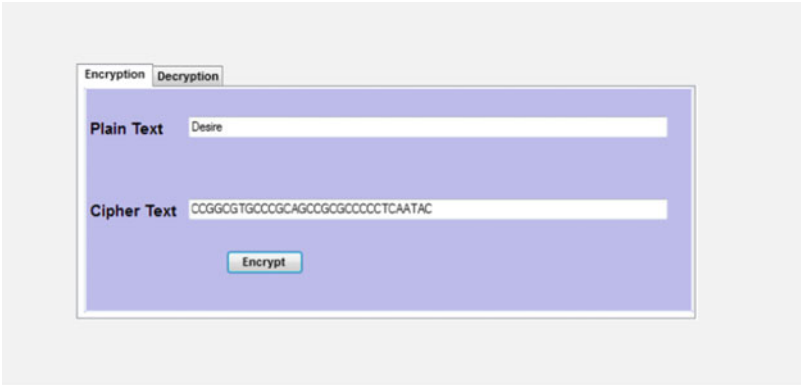 Encryption Decryption
Plain Text Desire
Cipher Text CCGGCGTGCCCGCAGCCGCGCCCCCTCAATAC
Encrypt